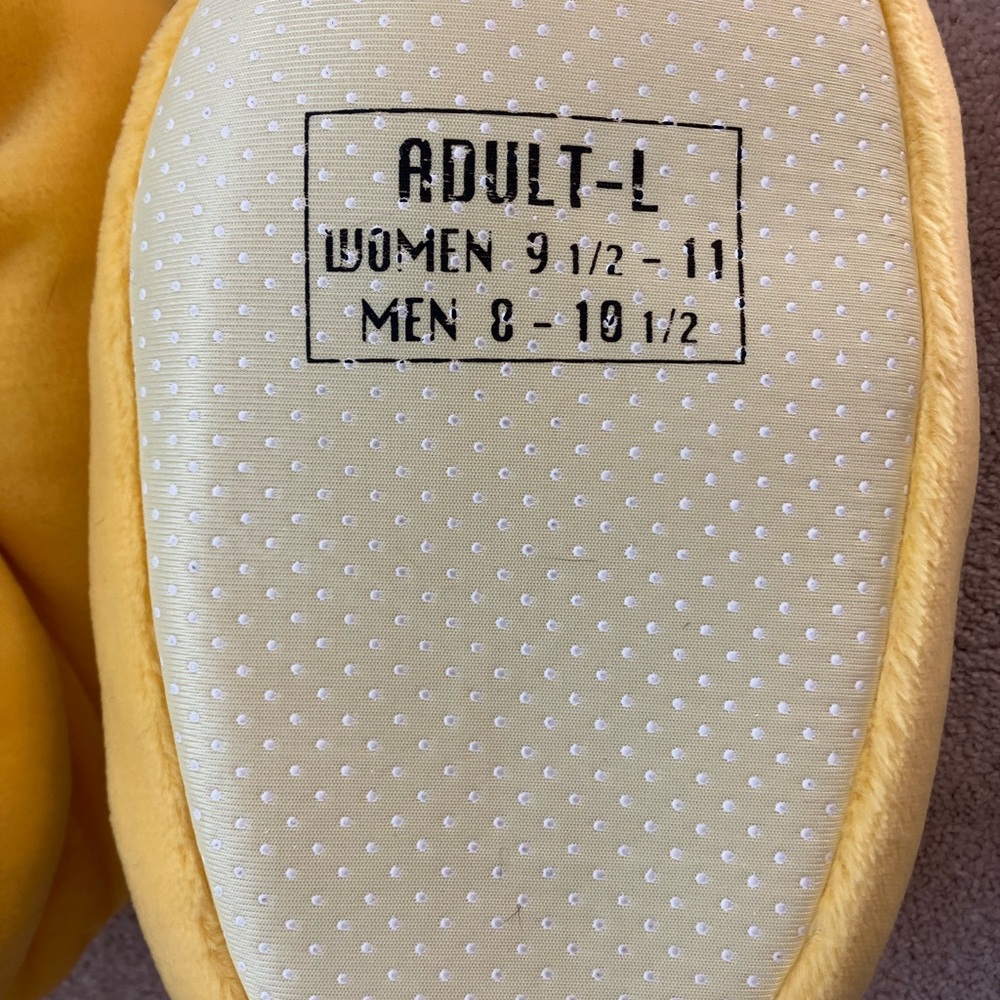 ADULT-L
WOMEN 9 1/2 - 11
MEN 8 - 10 1/2